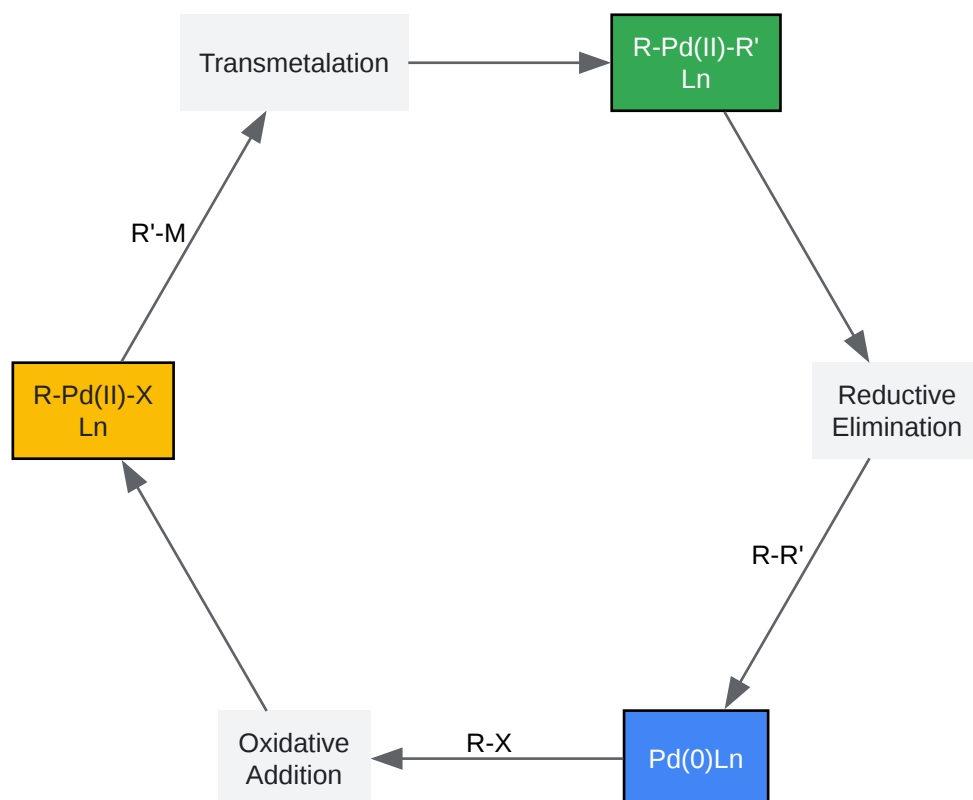 Transmetalation
R-Pd(II)-R'
Ln
R'-M
R-Pd(II)-X
Ln
Reductive
Elimination
R-R'
Oxidative
Addition
R-X
Pd(0)Ln